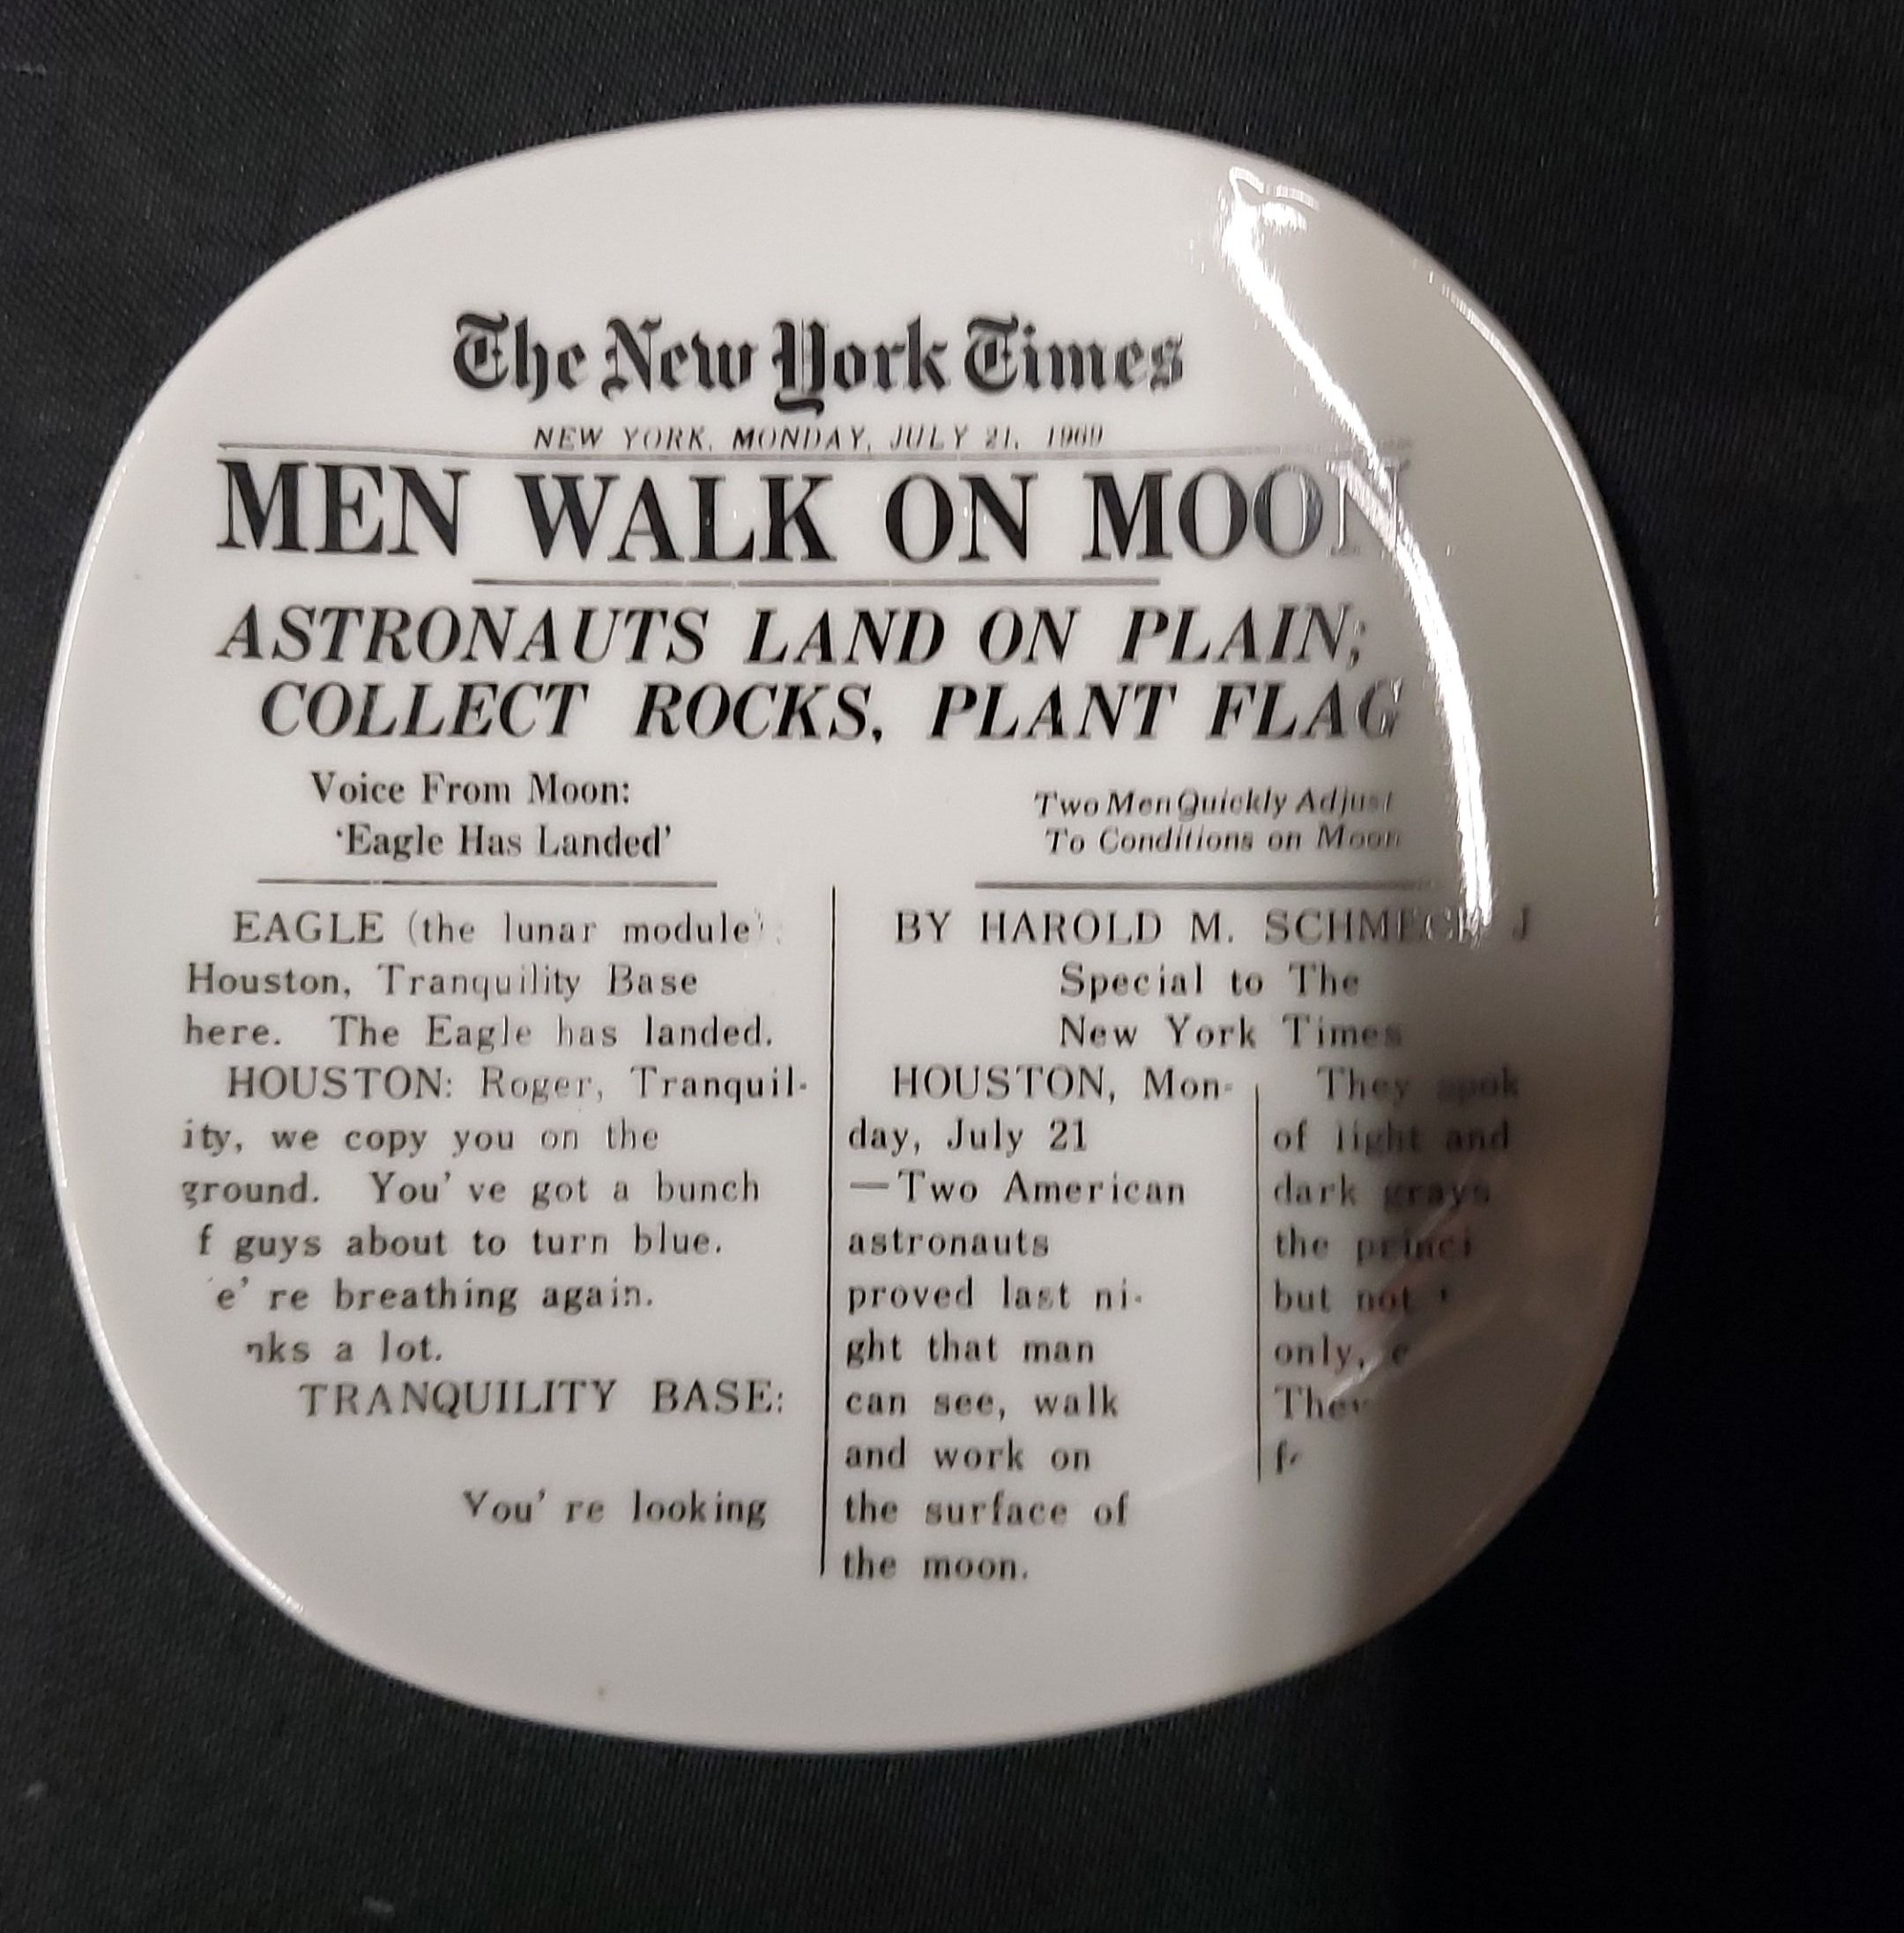 The New York Times
NEW YORK, MONDAY, JULY 21, 1969
MEN WALK ON MOON
ASTRONAUTS LAND ON PLAIN;
COLLECT ROCKS, PLANT FLAG
Voice From Moon:
'Eagle Has Landed'
EAGLE (the lunar module):
Houston, Tranquility Base
here. The Eagle has landed.
HOUSTON: Roger, Tranquil-
ity, we copy you on the
ground. You've got a bunch
f guys about to turn blue.
e're breathing again.
nks a lot.
TRANQUILITY BASE:
You're looking
Two Men Quickly Adjust
To Conditions on Moon
BY HAROLD M. SCHMECK J
Special to The
New York Times
HOUSTON, Mon-
day, July 21
—Two American
astronauts
proved last ni-
ght that man
can see, walk
and work on
the surface of
the moon.
They spok
of light and
dark grays
the princi
but not
only,
They